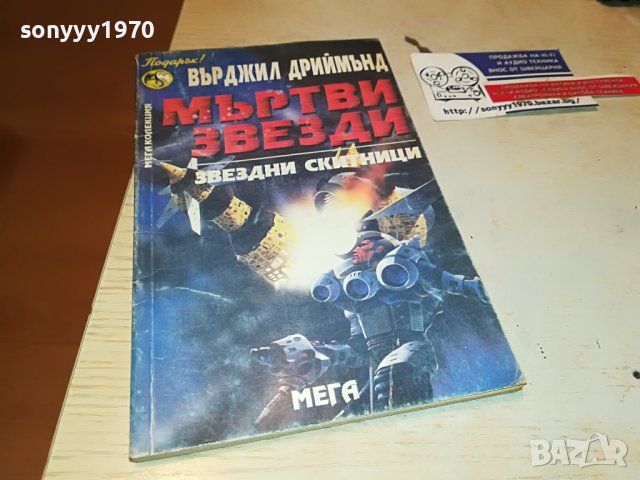 sonyyy1970
Подарък!
ВЪРДЖИЛ ДРИЙМЪНД
МЪРТВИ
ЗВЕЗДИ
ЗВЕЗДНИ СКИТНИЦИ
МЕГА КОЛЕКЦИЯ
МЕГА
ПРОДАЖБА НА Hi-Fi
И АУДИО ТЕХНИКА
ВНОС ОТ ШВЕЙЦАРИЯ
http://sonyyy1970.bazar.bg/
BAZAR
bg